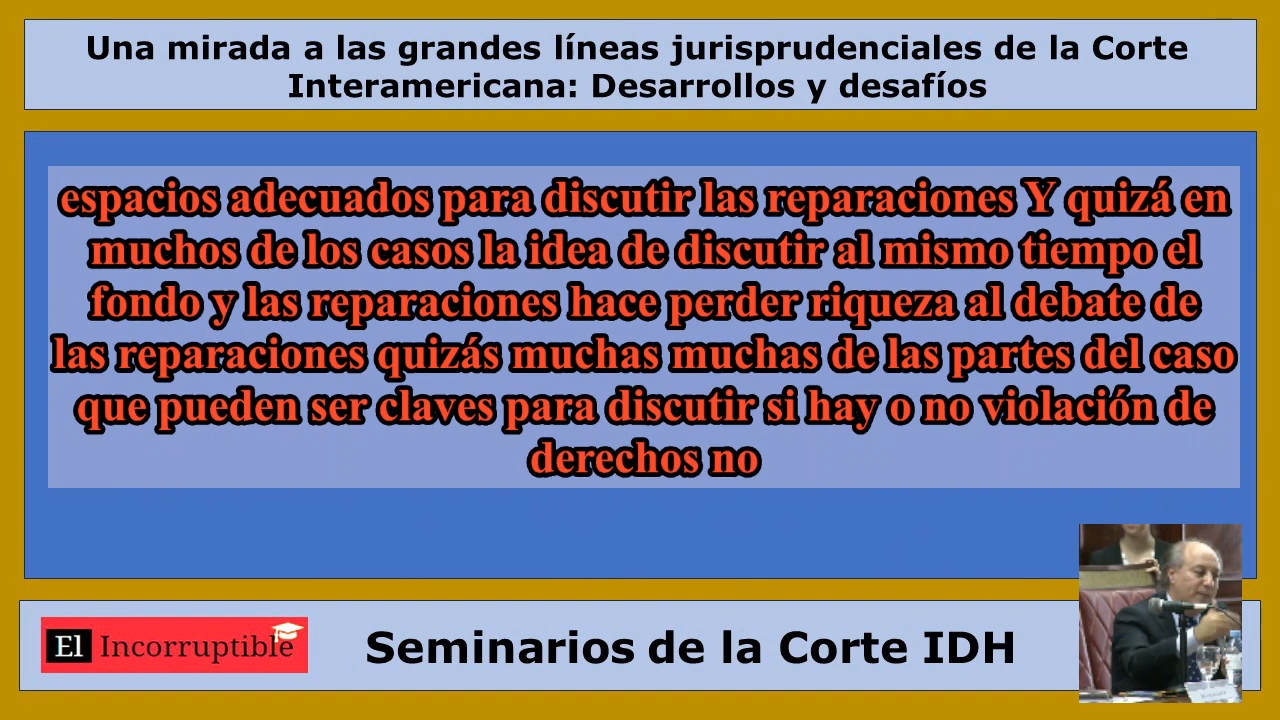 Una mirada a las grandes líneas jurisprudenciales de la Corte
Interamericana: Desarrollos y desafíos
espacios adecuados para discutir las reparaciones Y quizá en
muchos de los casos la idea de discutir al mismo tiempo el
fondo y las reparaciones hace perder riqueza al debate de
las reparaciones quizás muchas muchas de las partes del caso
que pueden ser claves para discutir si hay o no violación de
derechos no
El Incorruptible
Seminarios de la Corte IDH